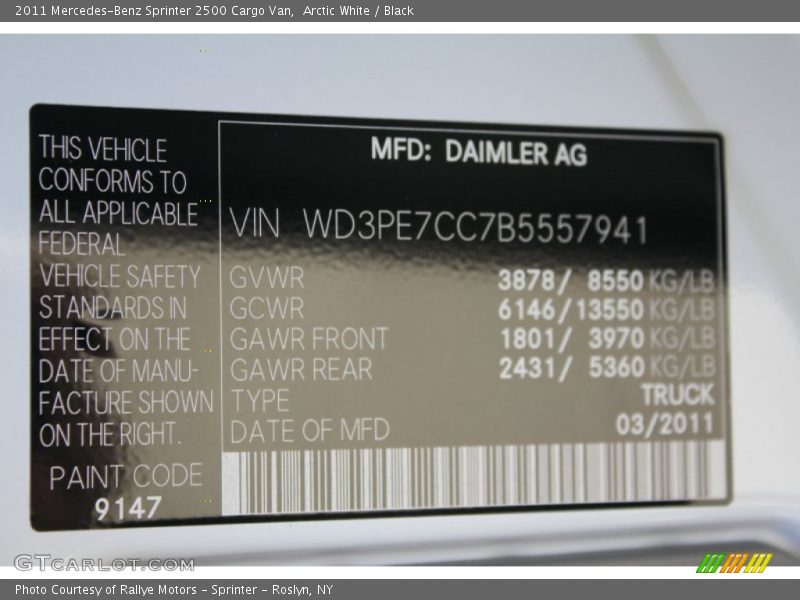 2011 Mercedes-Benz Sprinter 2500 Cargo Van,  Arctic White / Black
MFD: DAIMLER AG
THIS VEHICLE
CONFORMS TO
ALL APPLICABLE
FEDERAL
VEHICLE SAFETY
STANDARDS IN
EFFECT ON THE
DATE OF MANU-
FACTURE SHOWN
ON THE RIGHT.
PAINT CODE
9147
VIN WD3PE7CC7B5557941
GVWR 3878/ 8550 KG/LB
GCWR 6146/13550 KG/LB
GAWR FRONT 1801/ 3970 KG/LB
GAWR REAR 2431/ 5360 KG/LB
TYPE TRUCK
DATE OF MFD 03/2011
GTCARLOT.COM
Photo Courtesy of Rallye Motors - Sprinter - Roslyn, NY